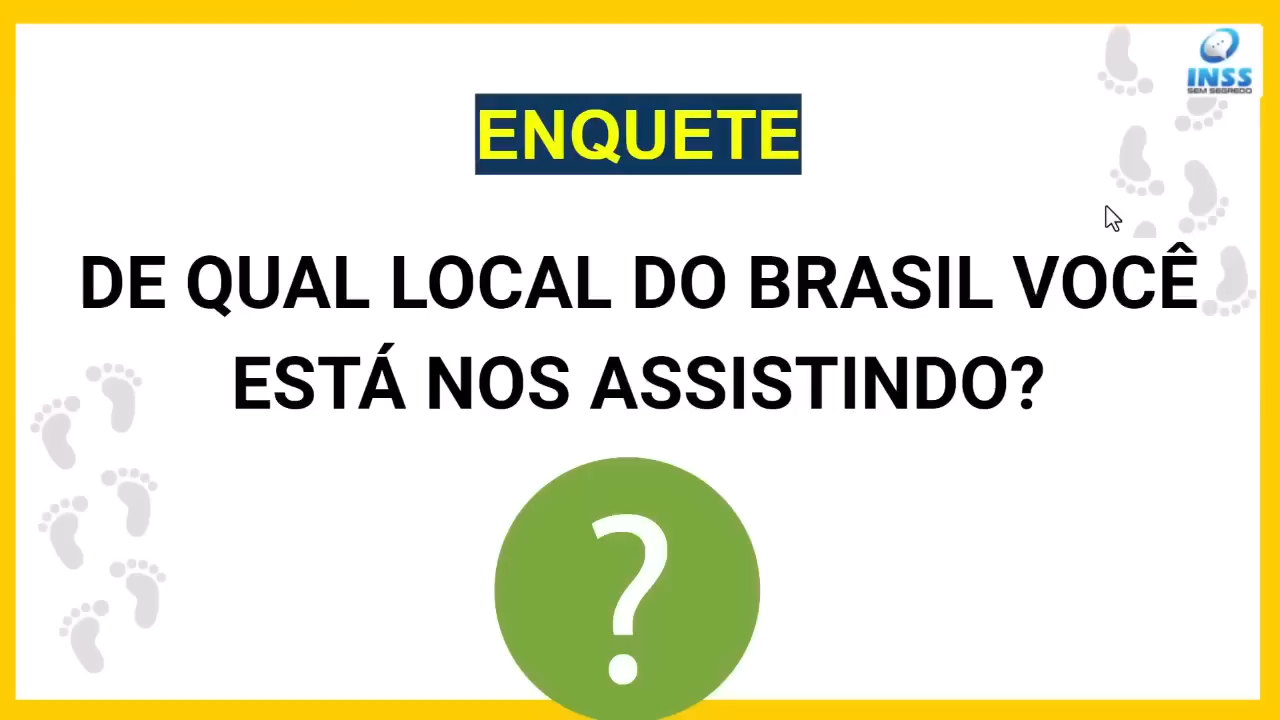 INSS
SEM SEGREDO
ENQUETE
DE QUAL LOCAL DO BRASIL VOCÊ
ESTÁ NOS ASSISTINDO?
?